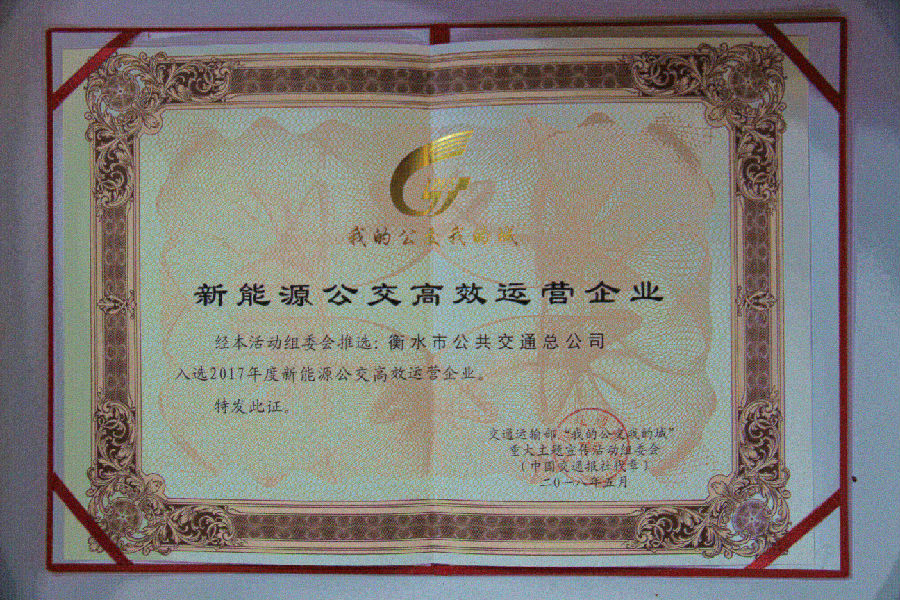 我的公交我的城
新能源公交高效运营企业
经本活动组委会推选：衡水市公共交通总公司
入选2017年度新能源公交高效运营企业。
特发此证。
交通运输部“我的公交我的城”
重大主题宣传活动组委会
（中国交通报社代章）
二〇一八年五月